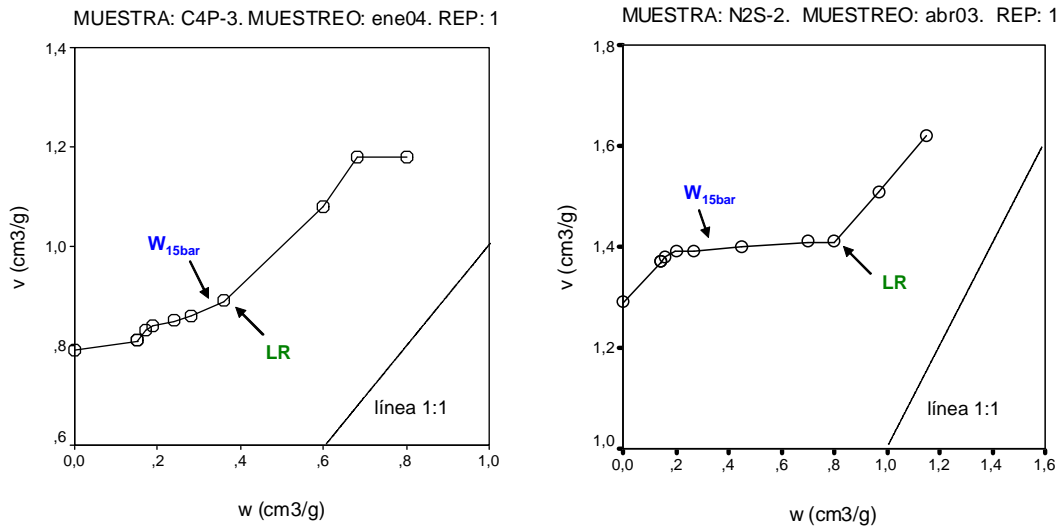 MUESTRA: C4P-3. MUESTREO: ene04. REP: 1
1,4
1,2
1,0
,8
,6
v (cm3/g)
W15bar
LR
línea 1:1
0,0 ,2 ,4 ,6 ,8 1,0
w (cm3/g)
MUESTRA: N2S-2. MUESTREO: abr03. REP: 1
1,8
1,6
1,4
1,2
1,0
v (cm3/g)
W15bar
LR
línea 1:1
0,0 ,2 ,4 ,6 ,8 1,0 1,2 1,4 1,6
w (cm3/g)